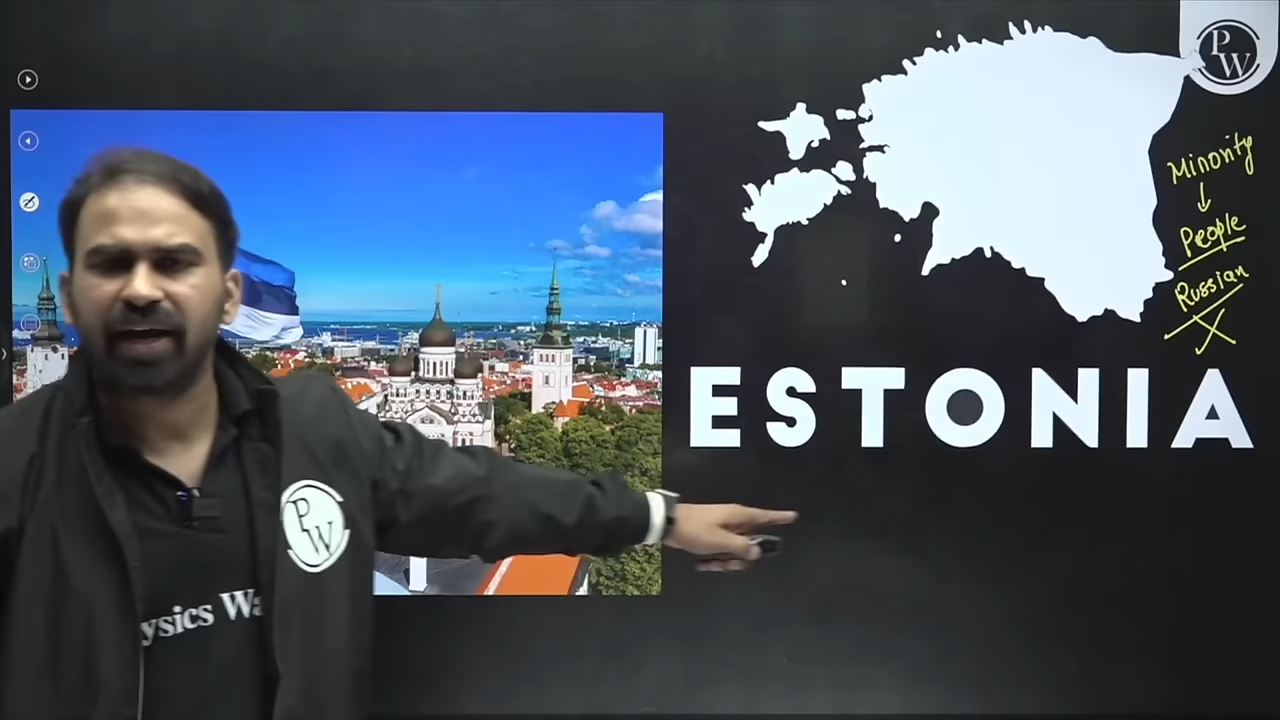 PW
Minority
↓
People
Russian
X
ESTONIA
PW
ysics Wa